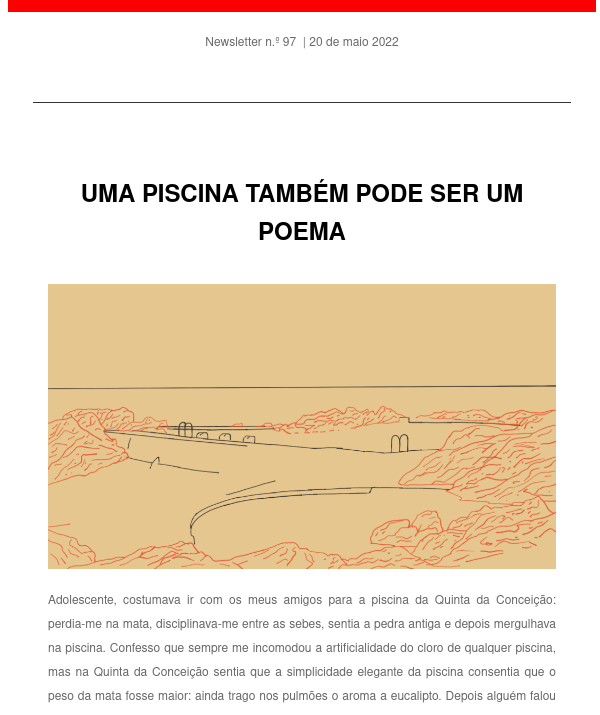 Newsletter n.º 97 | 20 de maio 2022
UMA PISCINA TAMBÉM PODE SER UM
POEMA
Adolescente, costumava ir com os meus amigos para a piscina da Quinta da Conceição:
perdia-me na mata, disciplinava-me entre as sebes, sentia a pedra antiga e depois mergulhava
na piscina. Confesso que sempre me incomodou a artificialidade do cloro de qualquer piscina,
mas na Quinta da Conceição sentia que a simplicidade elegante da piscina consentia que o
peso da mata fosse maior: ainda trago nos pulmões o aroma a eucalipto. Depois alguém falou